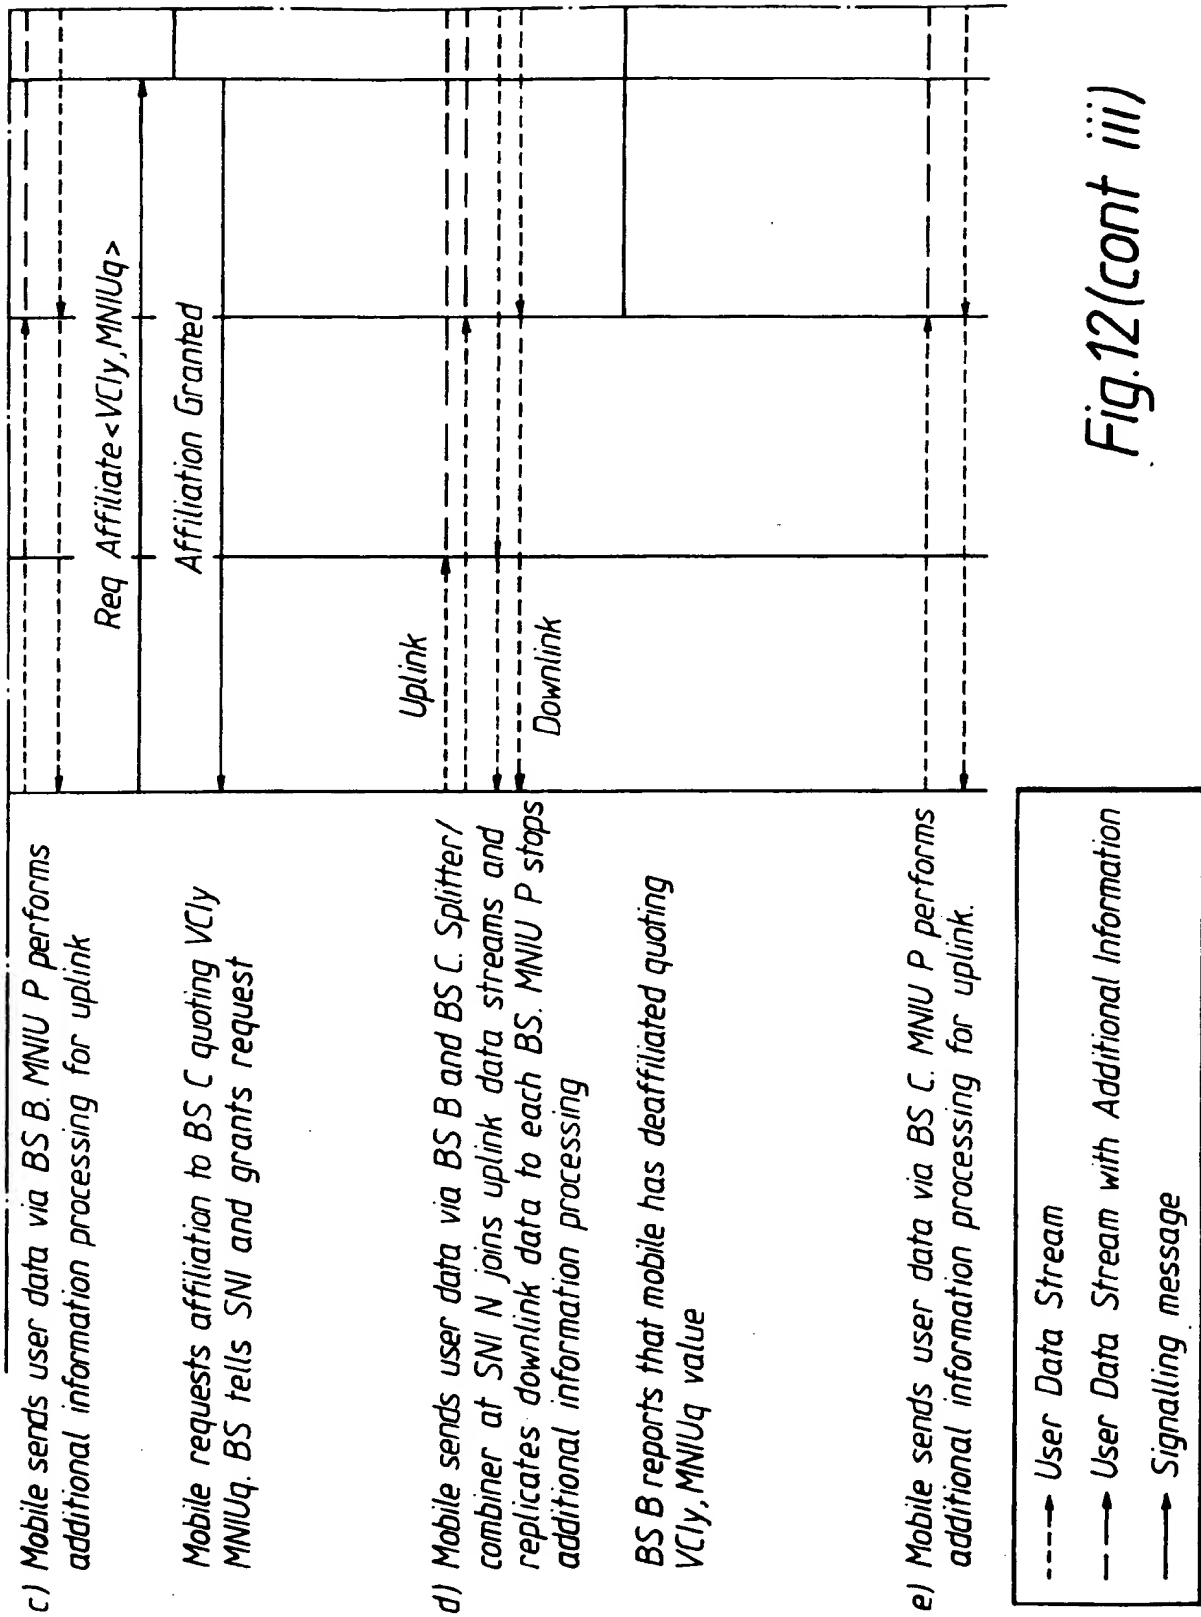 c) Mobile sends user data via BS B. MNIU P performs
additional information processing for uplink
Req Affiliate<VCIy,MNIUq>
Mobile requests affiliation to BS C quoting VCIy
MNIUq. BS tells SNI and grants request
Affiliation Granted
Uplink
d) Mobile sends user data via BS B and BS C. Splitter/
combiner at SNI N joins uplink data streams and
replicates downlink data to each BS. MNIU P stops
additional information processing
Downlink
BS B reports that mobile has deaffiliated quoting
VCIy,MNIUq value
e) Mobile sends user data via BS C. MNIU P performs
additional information processing for uplink.
User Data Stream
User Data Stream with Additional Information
Signalling message
Fig.12(cont iii)